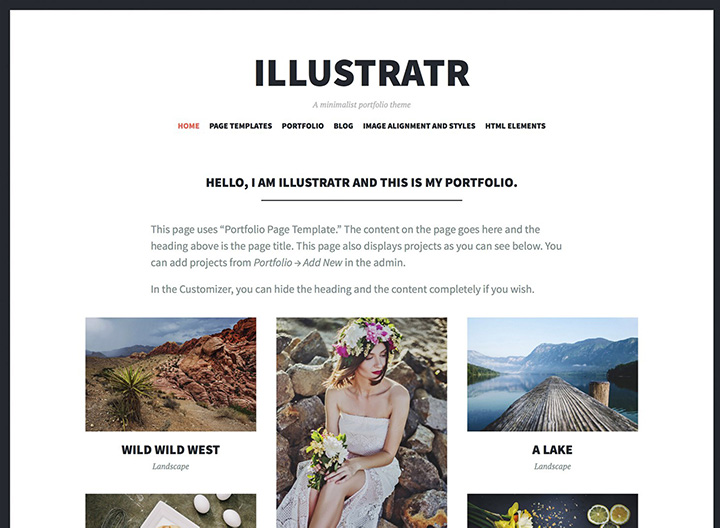 ILLUSTRATR
A minimalist portfolio theme
HOME PAGE TEMPLATES PORTFOLIO BLOG IMAGE ALIGNMENT AND STYLES HTML ELEMENTS
HELLO, I AM ILLUSTRATR AND THIS IS MY PORTFOLIO.
This page uses “Portfolio Page Template.” The content on the page goes here and the
heading above is the page title. This page also displays projects as you can see below. You
can add projects from Portfolio → Add New in the admin.
In the Customizer, you can hide the heading and the content completely if you wish.
WILD WILD WEST
Landscape
A LAKE
Landscape